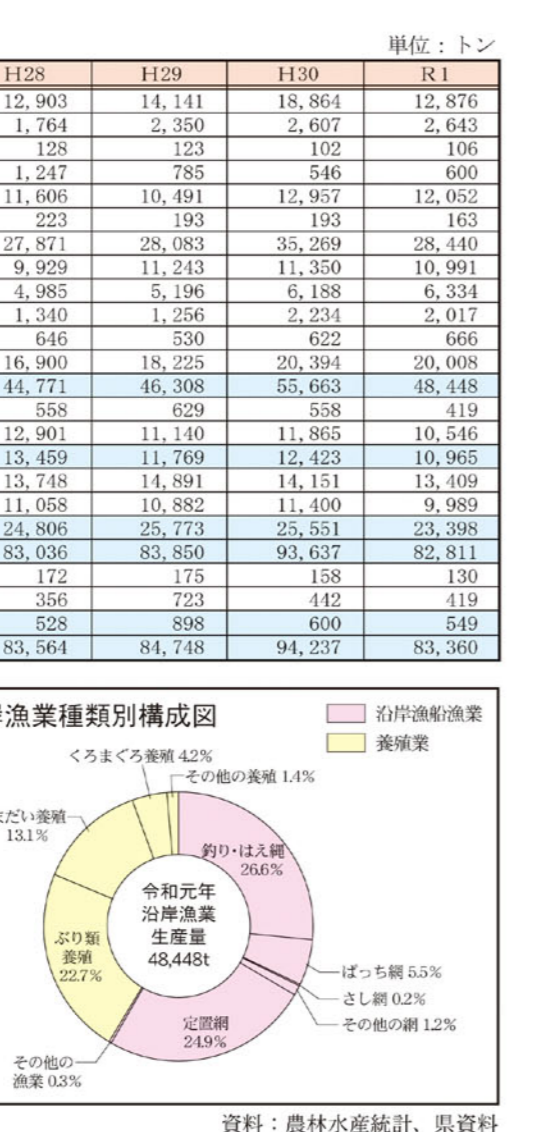 単位：トン
H28 H29 H30 R1
12,903 14,141 18,864 12,876
1,764 2,350 2,607 2,643
128 123 102 106
1,247 785 546 600
11,606 10,491 12,957 12,052
223 193 193 163
27,871 28,083 35,269 28,440
9,929 11,243 11,350 10,991
4,985 5,196 6,188 6,334
1,340 1,256 2,234 2,017
646 530 622 666
16,900 18,225 20,394 20,008
44,771 46,308 55,663 48,448
558 629 558 419
12,901 11,140 11,865 10,546
13,459 11,769 12,423 10,965
13,748 14,891 14,151 13,409
11,058 10,882 11,400 9,989
24,806 25,773 25,551 23,398
83,036 83,850 93,637 82,811
172 175 158 130
356 723 442 419
528 898 600 549
83,564 84,748 94,237 83,360
漁業種類別構成図
沿岸漁船漁業
養殖業
くろまぐろ養殖 4.2%
その他の養殖 1.4%
だい養殖
13.1%
釣り・はえ縄
26.6%
令和元年
沿岸漁業
生産量
48,448t
ぶり類
養殖
22.7%
ばっち網 5.5%
さし網 0.2%
その他の網 1.2%
定置網
24.9%
その他の
漁業 0.3%
資料：農林水産統計、県資料